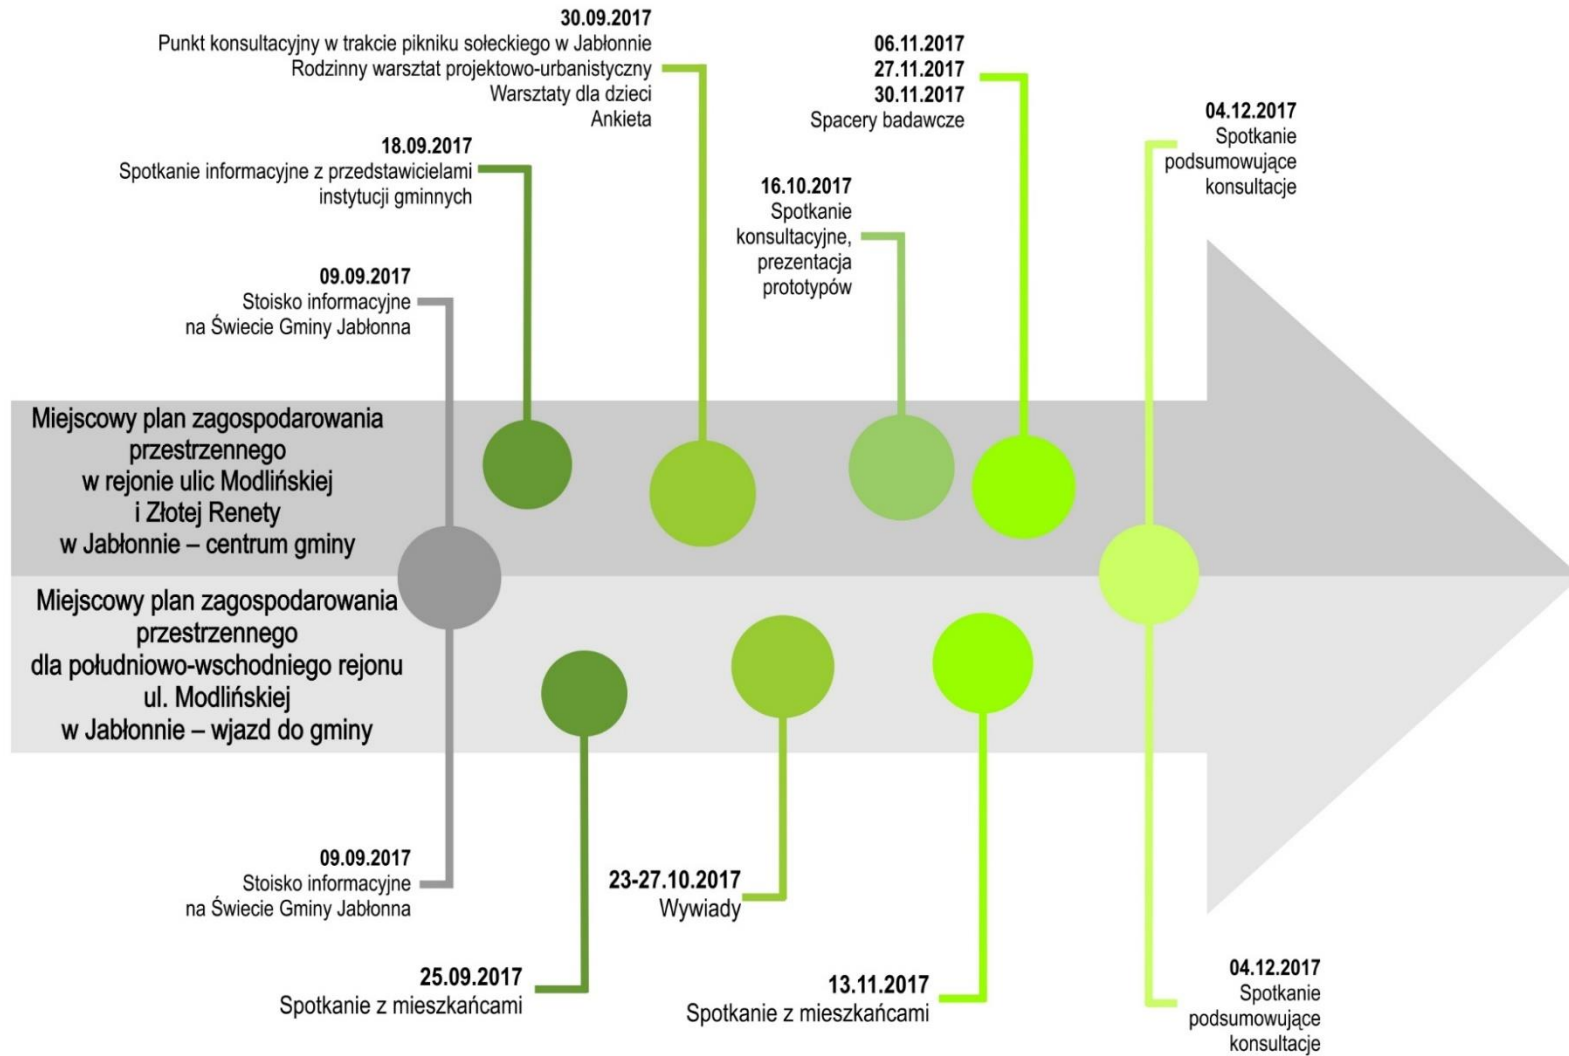 30.09.2017
Punkt konsultacyjny w trakcie pikniku sołeckiego w Jabłonnie
Rodzinny warsztat projektowo-urbanistyczny
Warsztaty dla dzieci
Ankieta
06.11.2017
27.11.2017
30.11.2017
Spacery badawcze
04.12.2017
Spotkanie
podsumowujące
konsultacje
18.09.2017
Spotkanie informacyjne z przedstawicielami
instytucji gminnych
16.10.2017
Spotkanie
konsultacyjne,
prezentacja
prototypów
09.09.2017
Stoisko informacyjne
na Świecie Gminy Jabłonna
Miejscowy plan zagospodarowania
przestrzennego
w rejonie ulic Modlińskiej
i Złotej Renety
w Jabłonnie – centrum gminy
Miejscowy plan zagospodarowania
przestrzennego
dla południowo-wschodniego rejonu
ul. Modlińskiej
w Jabłonnie – wjazd do gminy
09.09.2017
Stoisko informacyjne
na Świecie Gminy Jabłonna
23-27.10.2017
Wywiady
25.09.2017
Spotkanie z mieszkańcami
13.11.2017
Spotkanie z mieszkańcami
04.12.2017
Spotkanie
podsumowujące
konsultacje